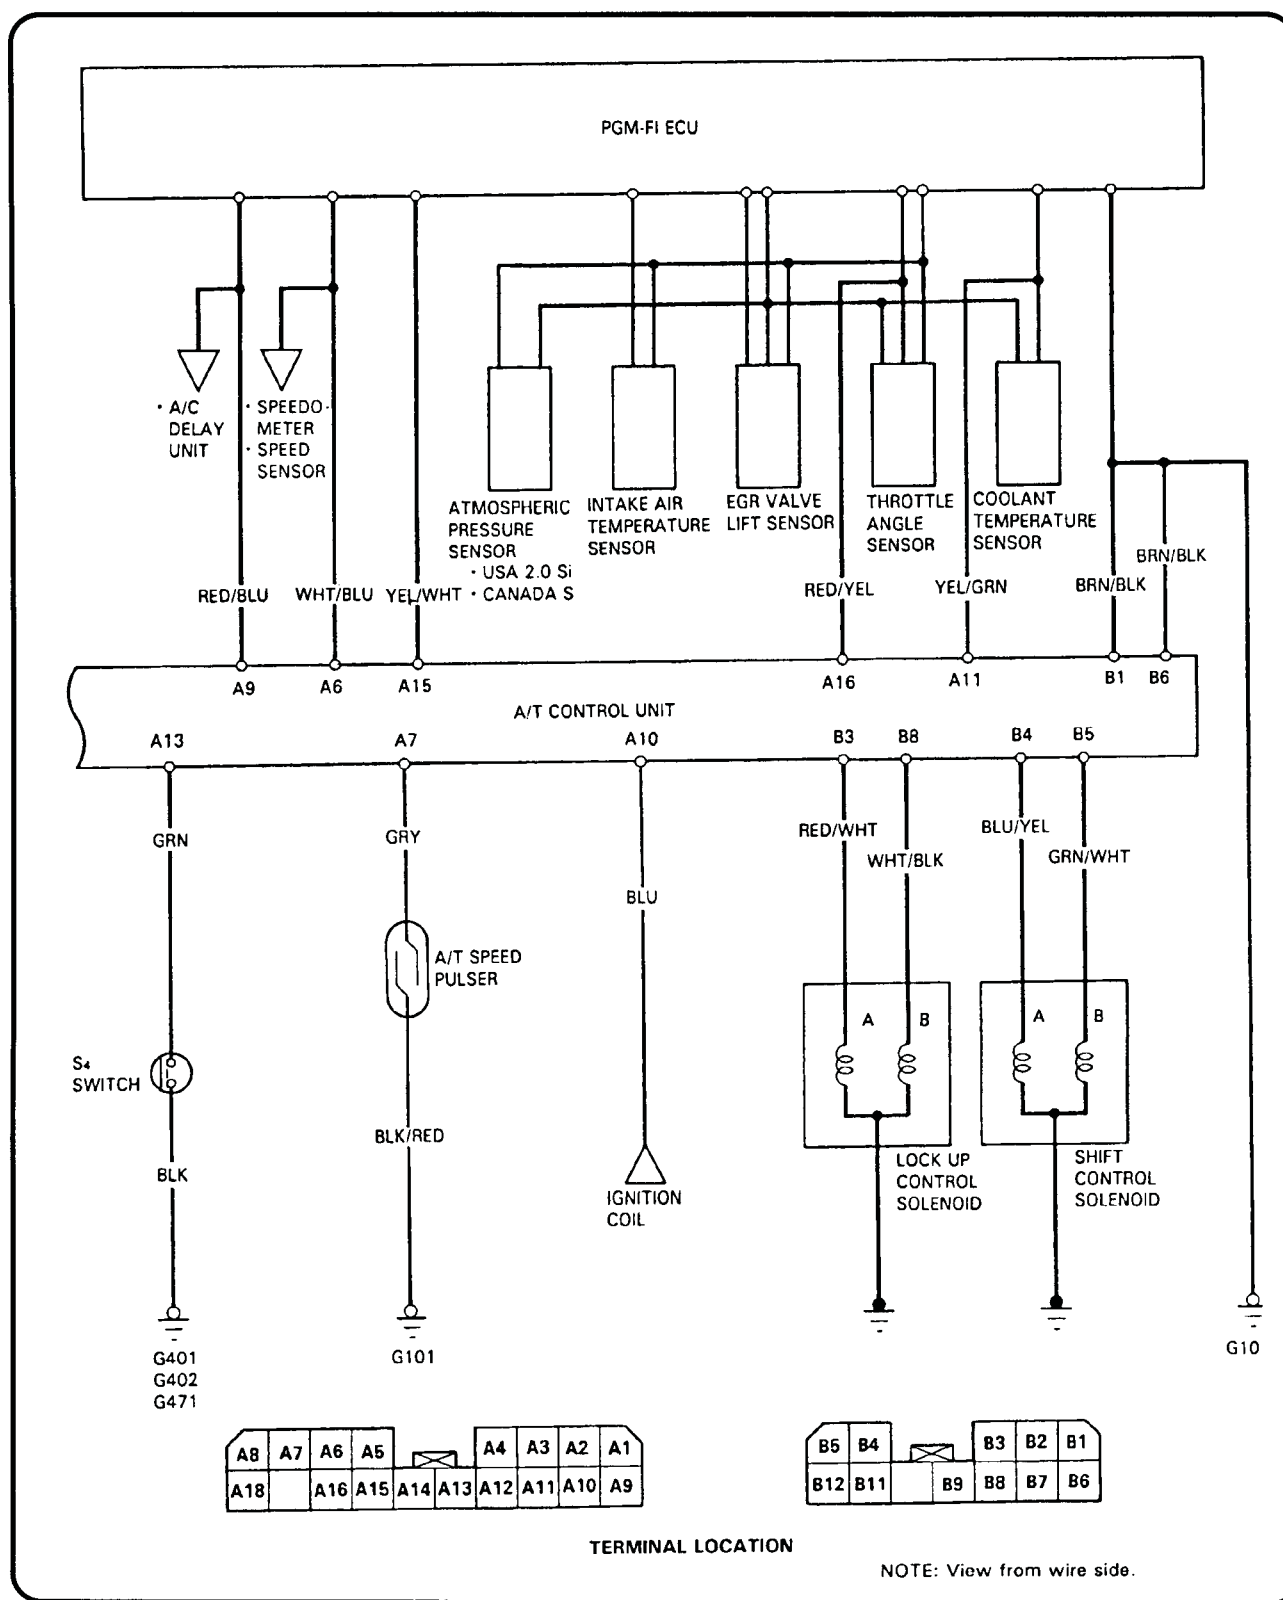 PGM-FI ECU
· A/C
DELAY
UNIT
· SPEEDO-
METER
· SPEED
SENSOR
ATMOSPHERIC
PRESSURE
SENSOR
· USA 2.0 Si
· CANADA S
INTAKE AIR
TEMPERATURE
SENSOR
EGR VALVE
LIFT SENSOR
THROTTLE
ANGLE
SENSOR
COOLANT
TEMPERATURE
SENSOR
RED/BLU
WHT/BLU
YEL/WHT
RED/YEL
YEL/GRN
BRN/BLK
BRN/BLK
A9
A6
A15
A16
A11
B1
B6
A/T CONTROL UNIT
A13
A7
A10
B3
B8
B4
B5
GRN
GRY
BLU
RED/WHT
WHT/BLK
BLU/YEL
GRN/WHT
A/T SPEED
PULSER
A
B
A
B
S4
SWITCH
BLK
BLK/RED
IGNITION
COIL
LOCK UP
CONTROL
SOLENOID
SHIFT
CONTROL
SOLENOID
G401
G402
G471
G101
G10
A8 A7 A6 A5 A4 A3 A2 A1
A18 A16 A15 A14 A13 A12 A11 A10 A9
B5 B4 B3 B2 B1
B12 B11 B9 B8 B7 B6
TERMINAL LOCATION
NOTE: View from wire side.